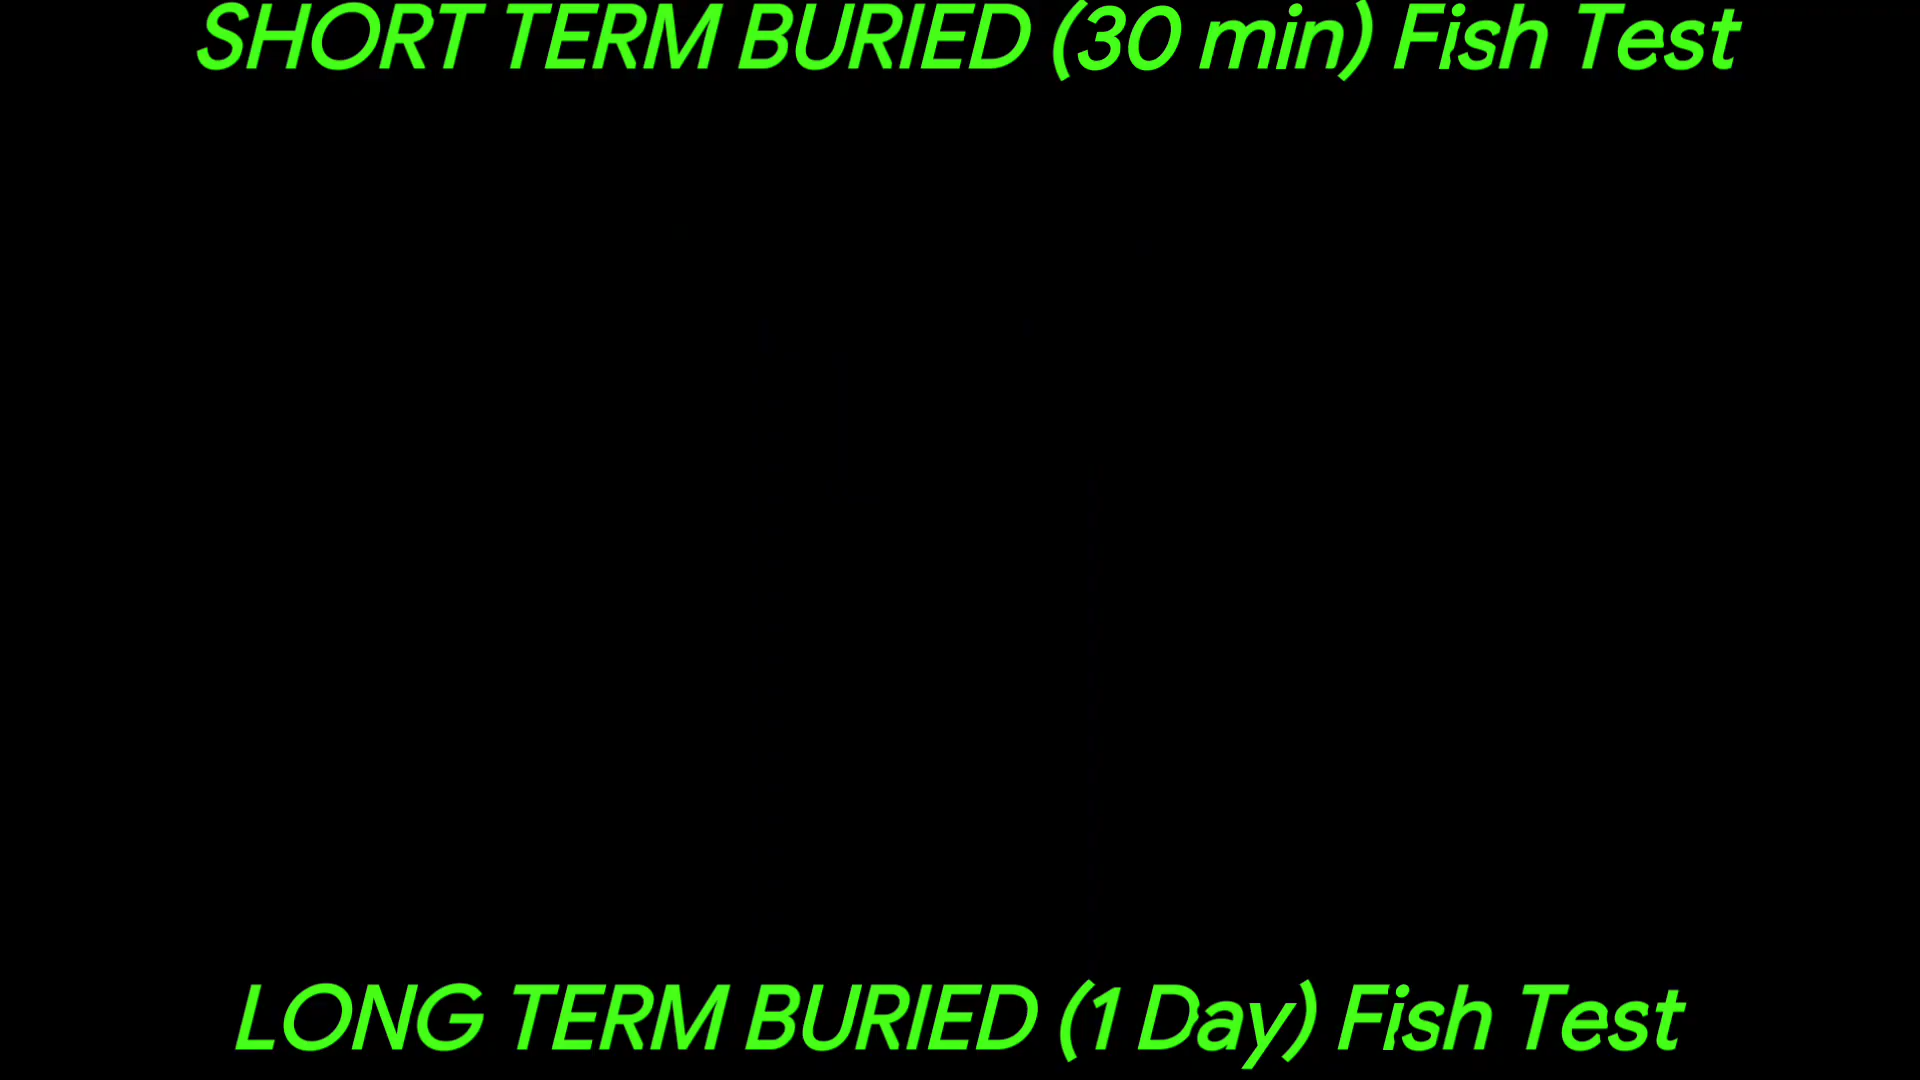 SHORT TERM BURIED (30 min) Fish Test
LONG TERM BURIED (1 Day) Fish Test